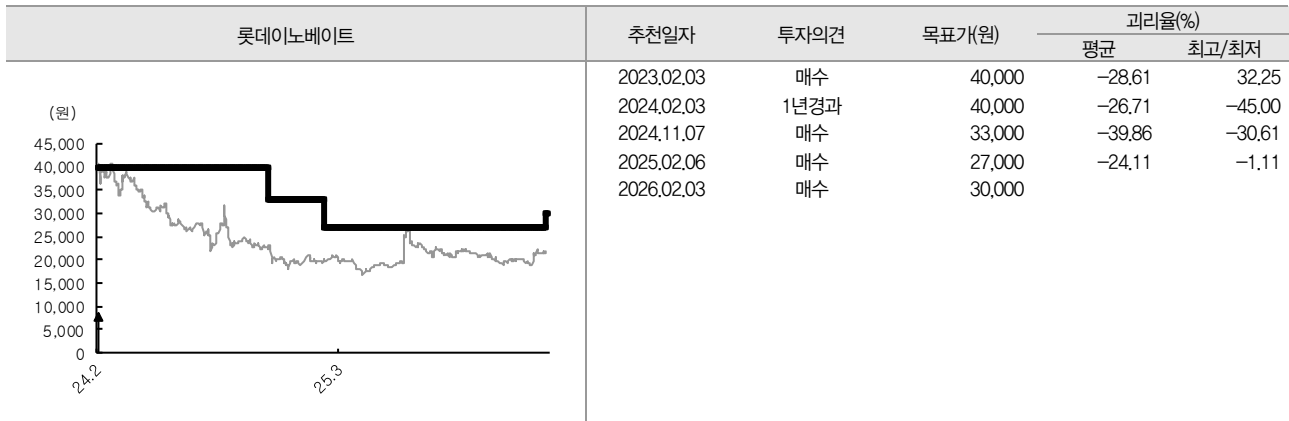 롯데이노베이트 추천일자 투자의견 목표가(원) 괴리율(%)
평균 최고/최저
2023.02.03 매수 40,000 -28.61 32.25
2024.02.03 1년경과 40,000 -26.71 -45.00
2024.11.07 매수 33,000 -39.86 -30.61
2025.02.06 매수 27,000 -24.11 -1.11
2026.02.03 매수 30,000
(원)
45,000
40,000
35,000
30,000
25,000
20,000
15,000
10,000
5,000
0
24.2 25.3